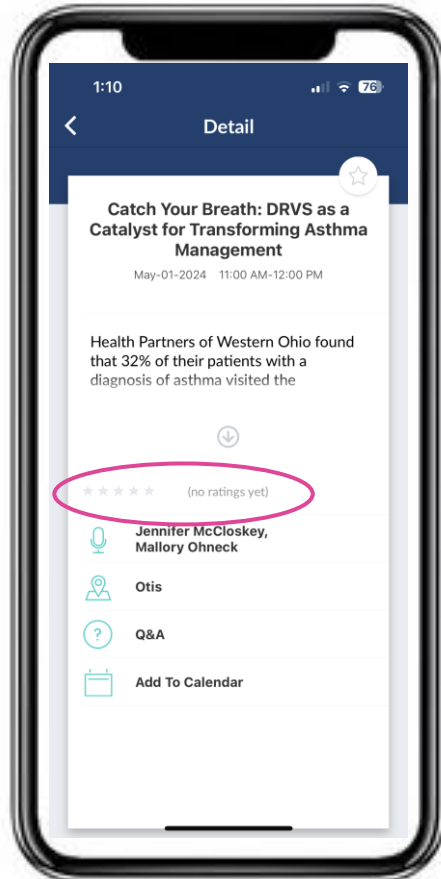 1:10
76
Detail
Catch Your Breath: DRVS as a
Catalyst for Transforming Asthma
Management
May-01-2024 11:00 AM-12:00 PM
Health Partners of Western Ohio found
that 32% of their patients with a
diagnosis of asthma visited the
(no ratings yet)
Jennifer McCloskey,
Mallory Ohneck
Otis
?
Q&A
Add To Calendar